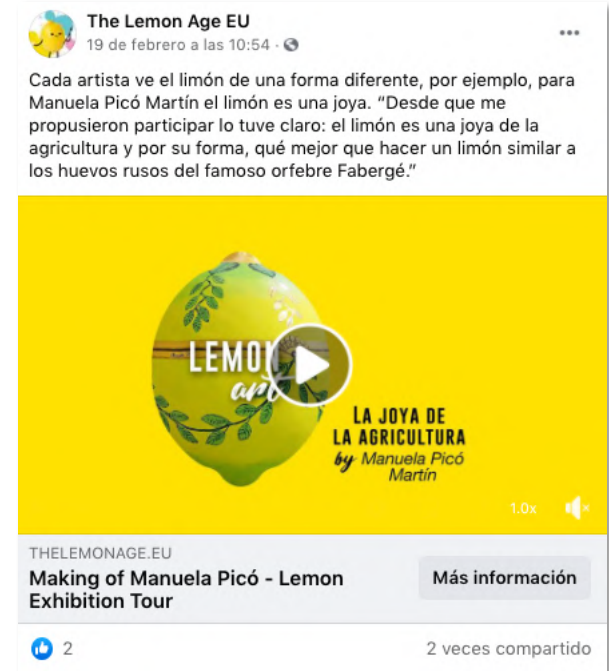 The Lemon Age EU
19 de febrero a las 10:54 ·
Cada artista ve el limón de una forma diferente, por ejemplo, para
Manuela Picó Martín el limón es una joya. “Desde que me
propusieron participar lo tuve claro: el limón es una joya de la
agricultura y por su forma, qué mejor que hacer un limón similar a
los huevos rusos del famoso orfebre Fabergé.”
LEMON
art
LA JOYA DE
LA AGRICULTURA
by Manuela Picó
Martín
1.0x
THELEMONAGE.EU
Making of Manuela Picó - Lemon
Exhibition Tour
Más información
2
2 veces compartido